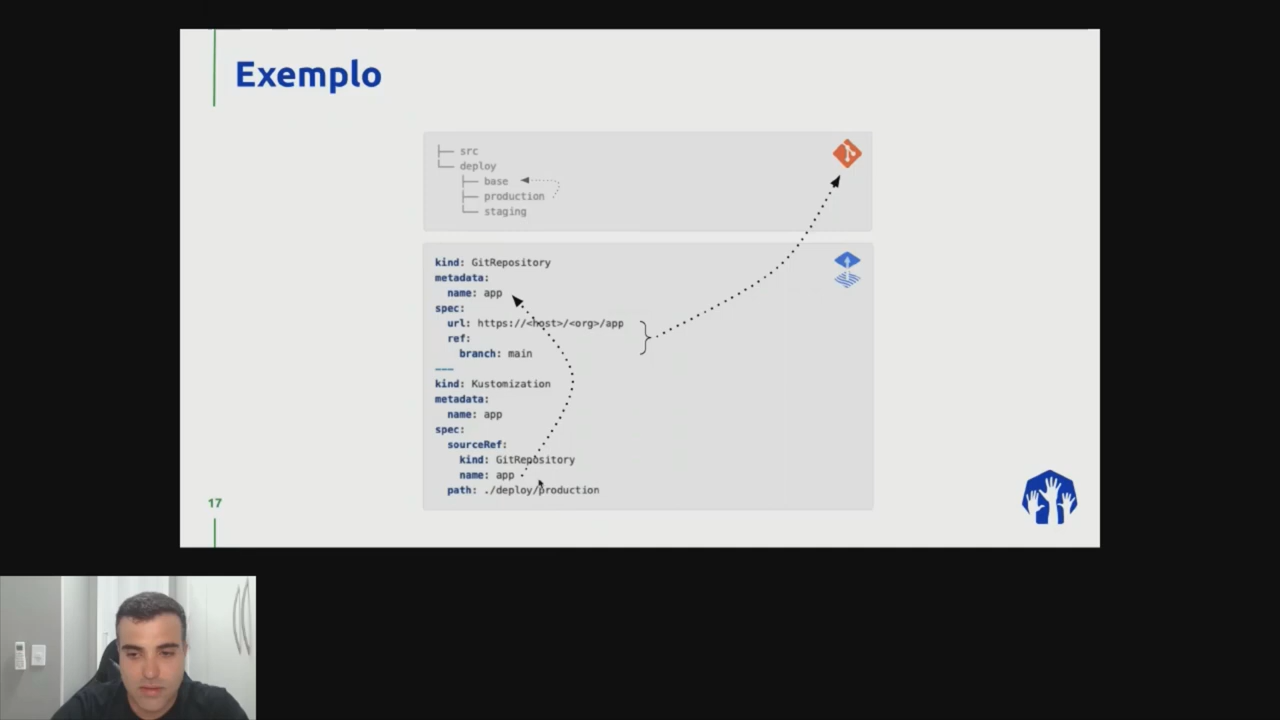 Exemplo
├── src
└── deploy
├── base
├── production
└── staging
kind: GitRepository
metadata:
name: app
spec:
url: https://<host>/<org>/app
ref:
branch: main
---
kind: Kustomization
metadata:
name: app
spec:
sourceRef:
kind: GitRepository
name: app
path: ./deploy/production
17